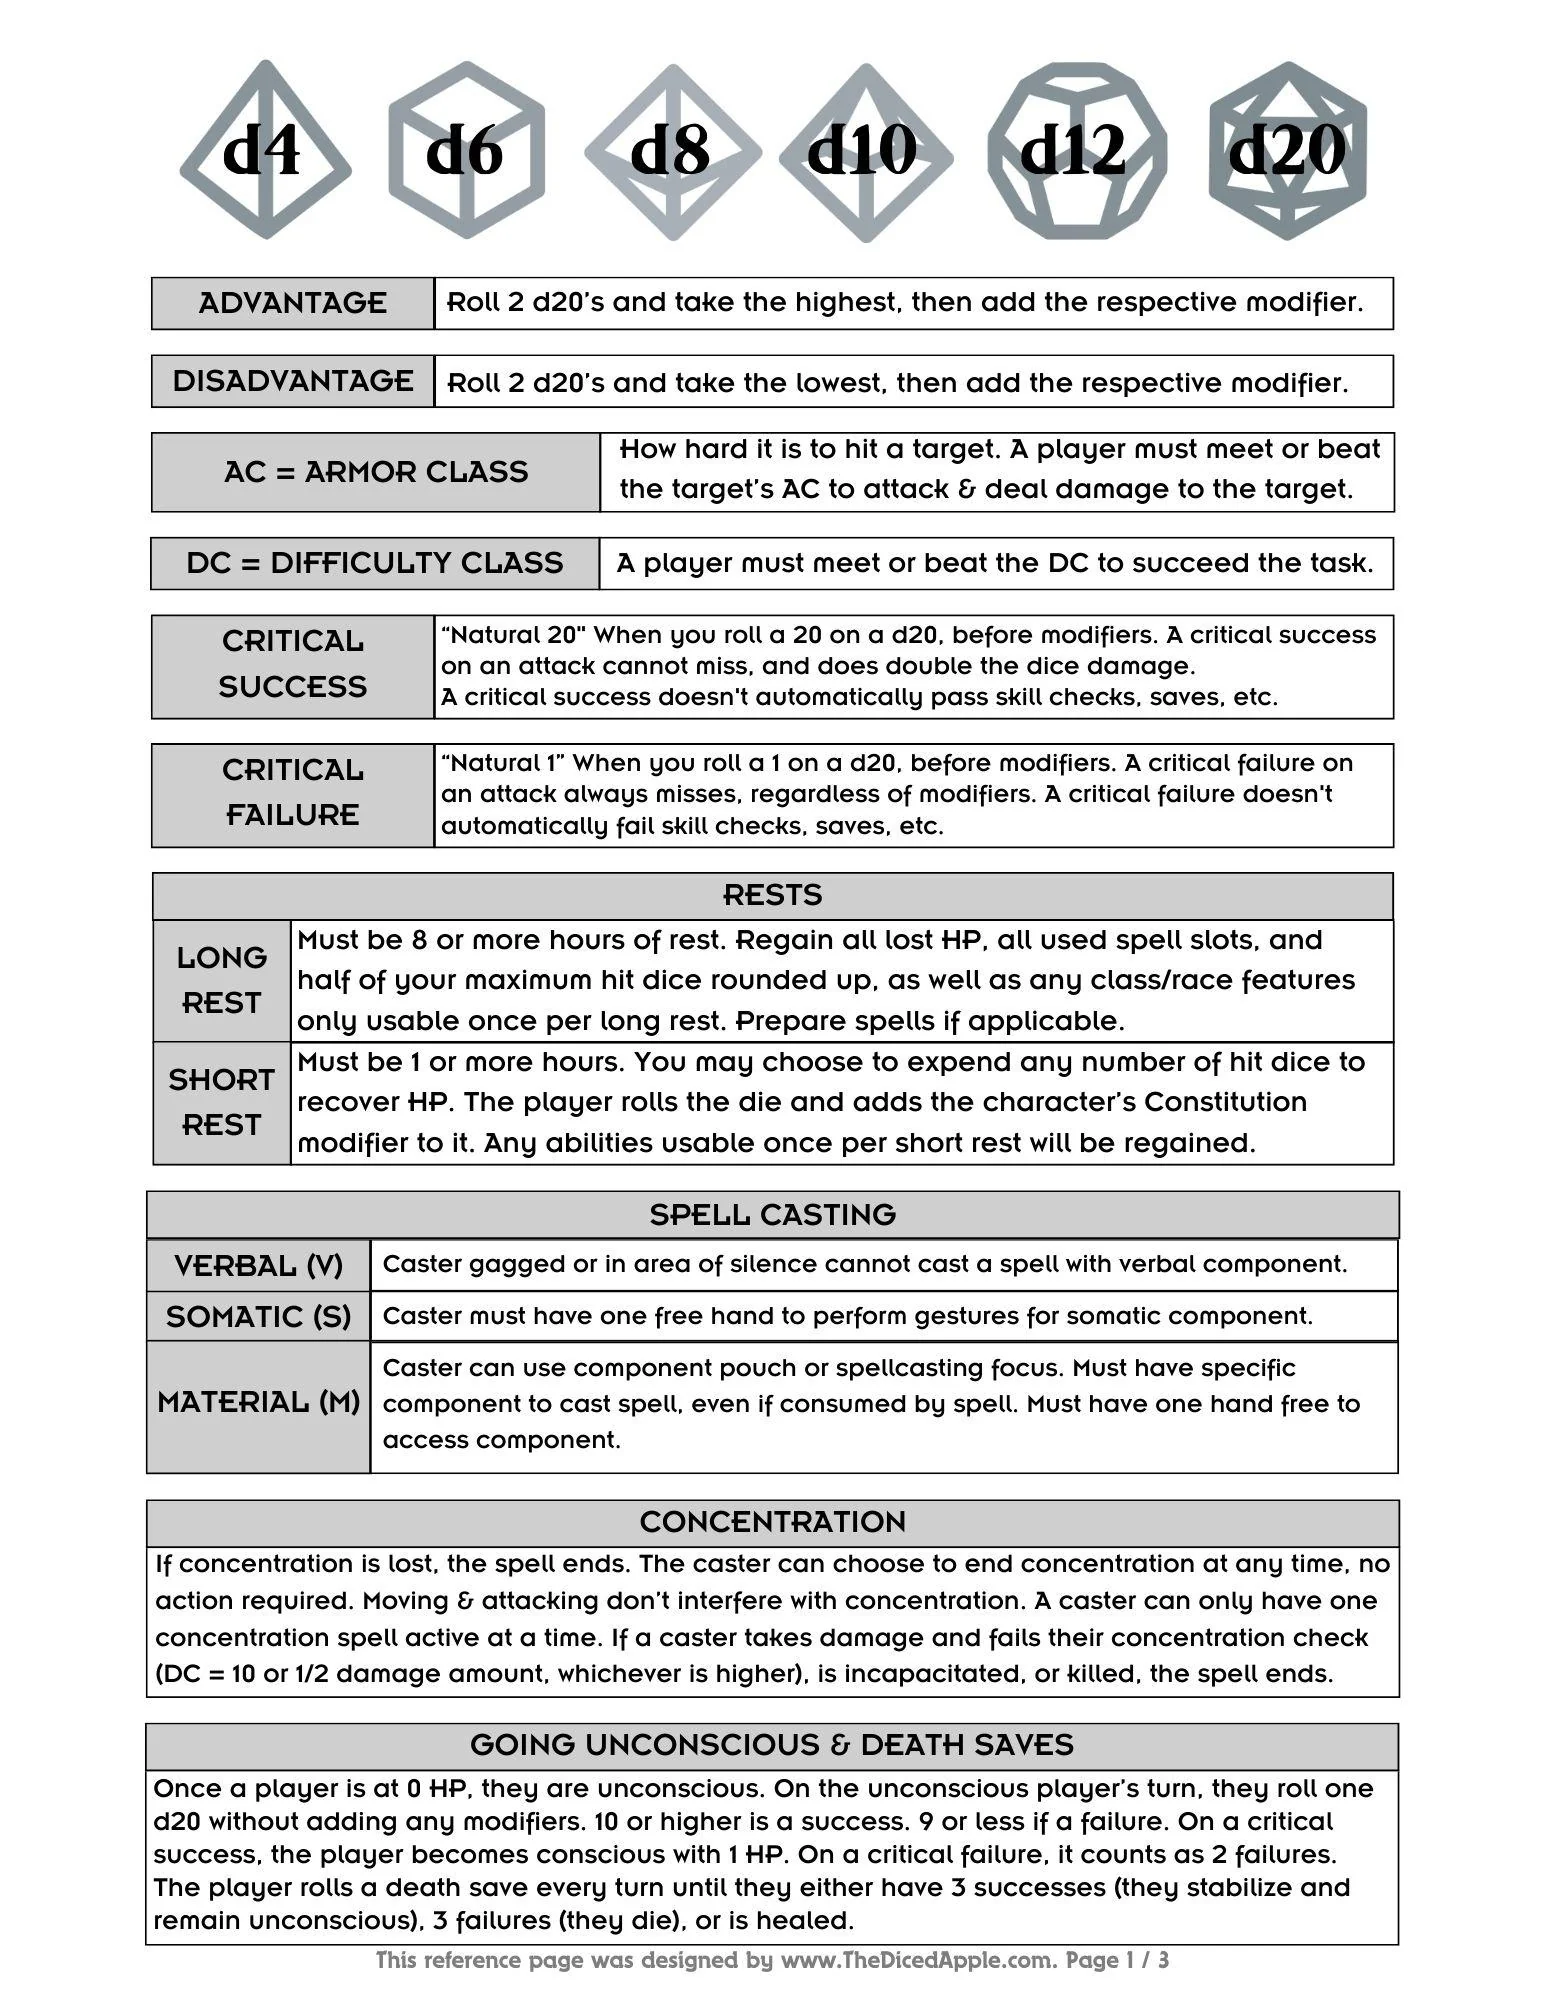 d4 d6 d8 d10 d12 d20
ADVANTAGE
Roll 2 d20's and take the highest, then add the respective modifier.
DISADVANTAGE
Roll 2 d20's and take the lowest, then add the respective modifier.
AC = ARMOR CLASS
How hard it is to hit a target. A player must meet or beat
the target's AC to attack & deal damage to the target.
DC = DIFFICULTY CLASS
A player must meet or beat the DC to succeed the task.
CRITICAL
SUCCESS
“Natural 20" When you roll a 20 on a d20, before modifiers. A critical success
on an attack cannot miss, and does double the dice damage.
A critical success doesn't automatically pass skill checks, saves, etc.
CRITICAL
FAILURE
“Natural 1” When you roll a 1 on a d20, before modifiers. A critical failure on
an attack always misses, regardless of modifiers. A critical failure doesn't
automatically fail skill checks, saves, etc.
RESTS
LONG
REST
Must be 8 or more hours of rest. Regain all lost HP, all used spell slots, and
half of your maximum hit dice rounded up, as well as any class/race features
only usable once per long rest. Prepare spells if applicable.
SHORT
REST
Must be 1 or more hours. You may choose to expend any number of hit dice to
recover HP. The player rolls the die and adds the character's Constitution
modifier to it. Any abilities usable once per short rest will be regained.
SPELL CASTING
VERBAL (V)
Caster gagged or in area of silence cannot cast a spell with verbal component.
SOMATIC (S)
Caster must have one free hand to perform gestures for somatic component.
MATERIAL (M)
Caster can use component pouch or spellcasting focus. Must have specific
component to cast spell, even if consumed by spell. Must have one hand free to
access component.
CONCENTRATION
If concentration is lost, the spell ends. The caster can choose to end concentration at any time, no
action required. Moving & attacking don't interfere with concentration. A caster can only have one
concentration spell active at a time. If a caster takes damage and fails their concentration check
(DC = 10 or 1/2 damage amount, whichever is higher), is incapacitated, or killed, the spell ends.
GOING UNCONSCIOUS & DEATH SAVES
Once a player is at 0 HP, they are unconscious. On the unconscious player's turn, they roll one
d20 without adding any modifiers. 10 or higher is a success. 9 or less if a failure. On a critical
success, the player becomes conscious with 1 HP. On a critical failure, it counts as 2 failures.
The player rolls a death save every turn until they either have 3 successes (they stabilize and
remain unconscious), 3 failures (they die), or is healed.
This reference page was designed by www.TheDicedApple.com. Page 1 / 3